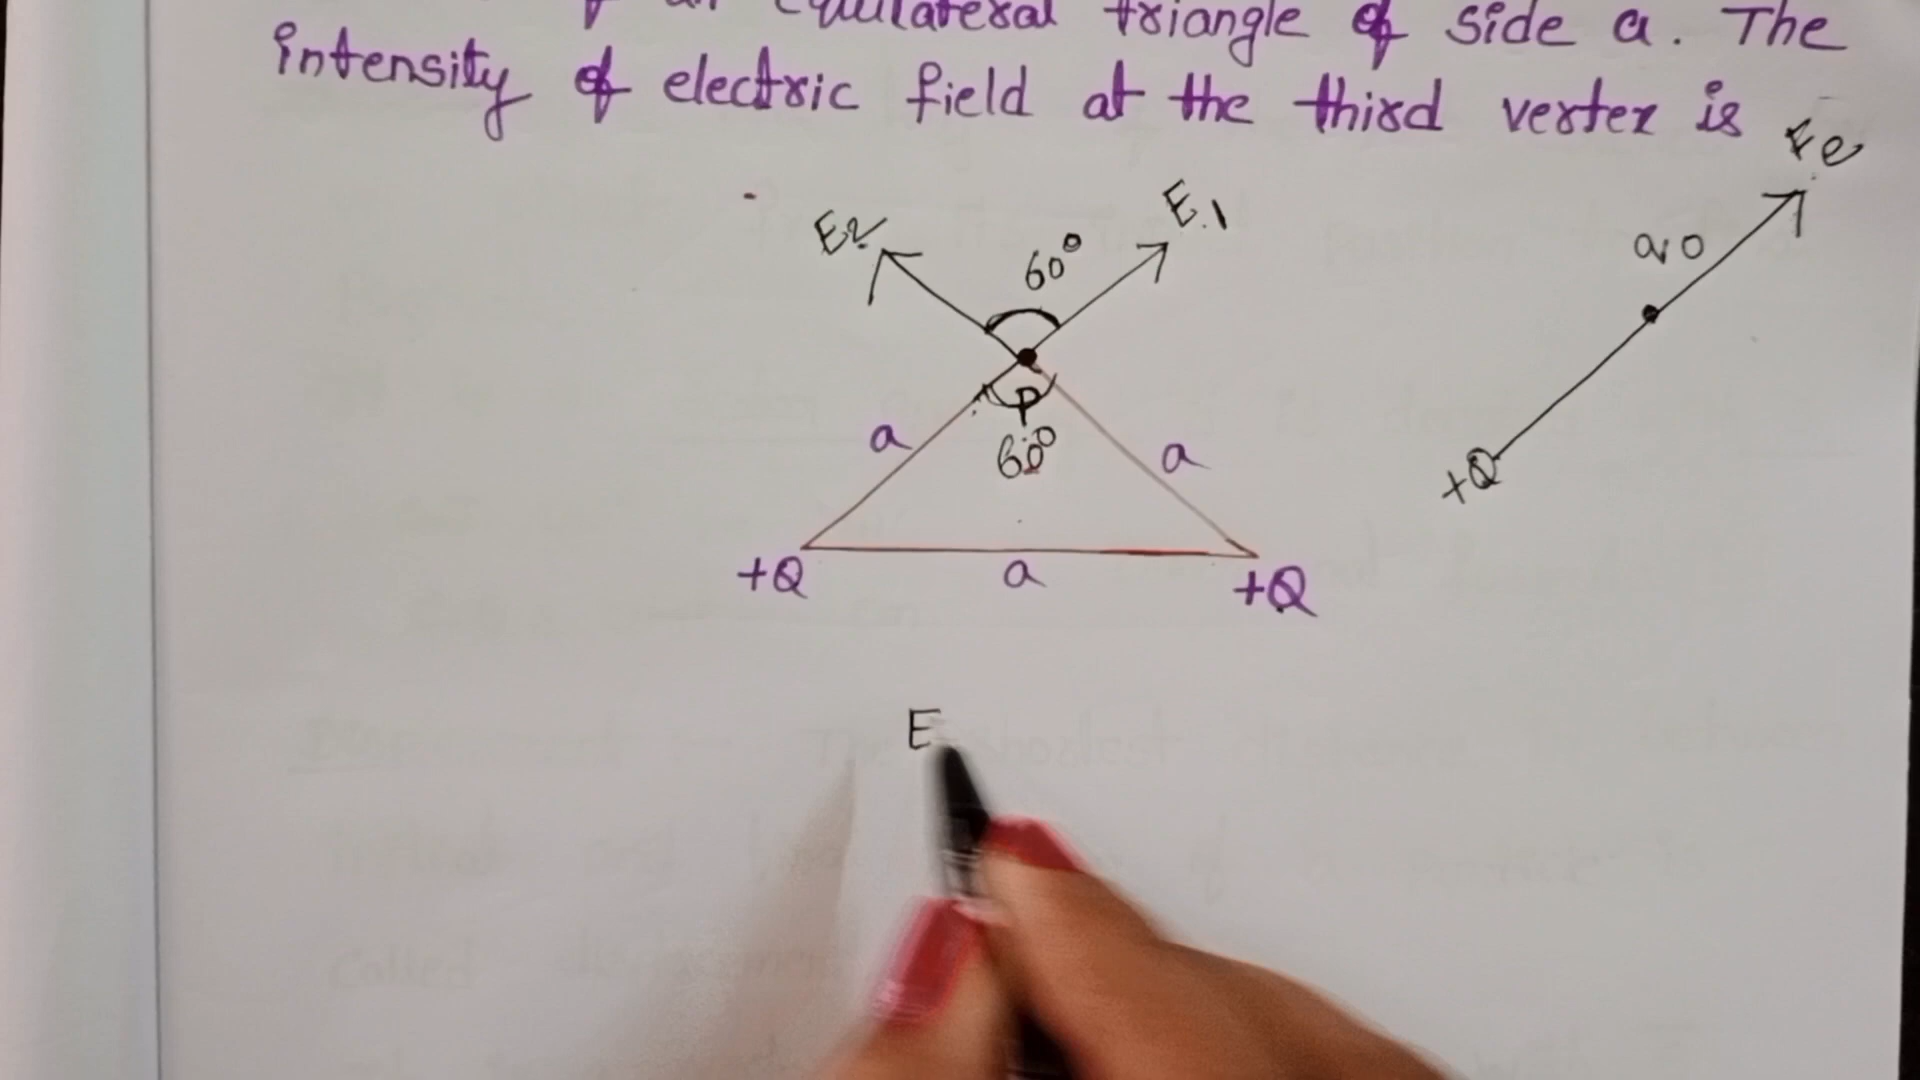 equilateral triangle of side a. The
intensity of electric field at the third vertex is
E2
60°
E1
Fe
q0
P
60°
a
a
+Q
+Q
a
+Q
E